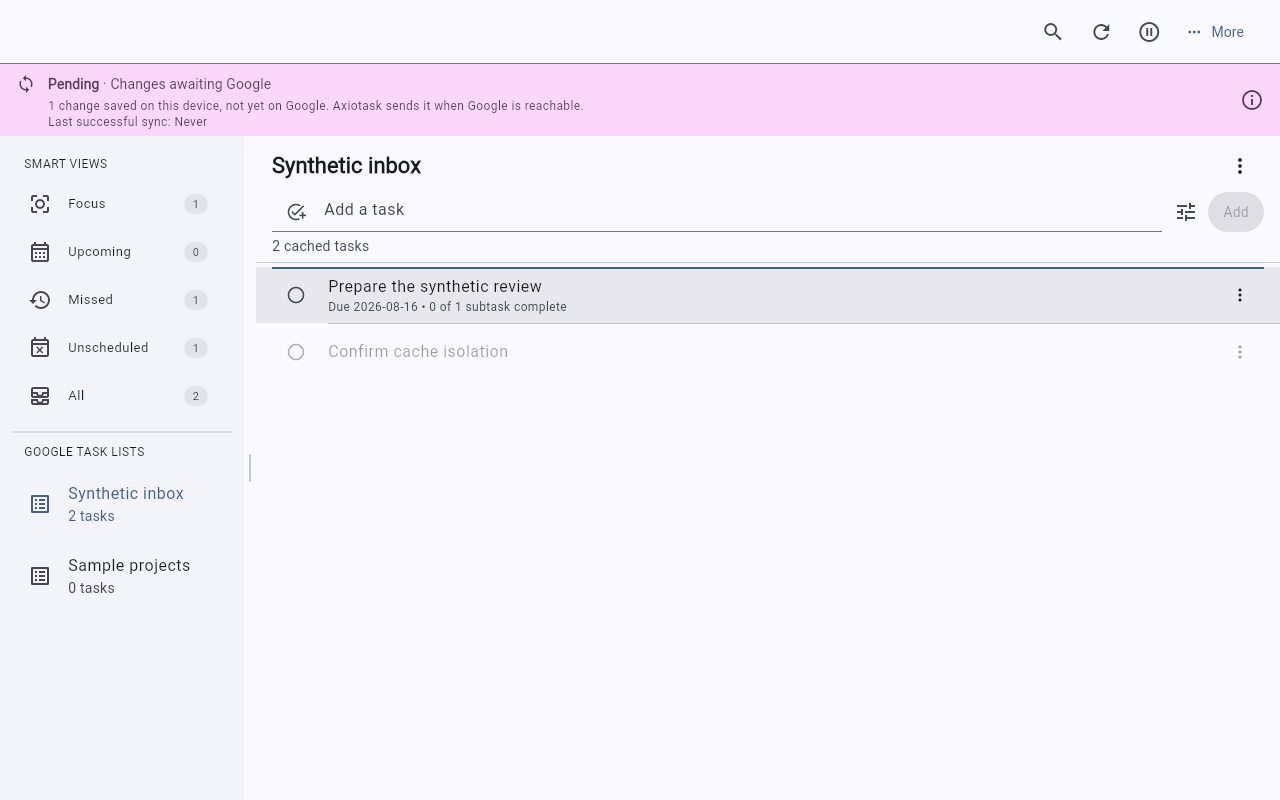 More
Pending · Changes awaiting Google
1 change saved on this device, not yet on Google. Axiotask sends it when Google is reachable.
Last successful sync: Never
SMART VIEWS
Focus 1
Upcoming 0
Missed 1
Unscheduled 1
All 2
GOOGLE TASK LISTS
Synthetic inbox
2 tasks
Sample projects
0 tasks
Synthetic inbox
Add a task
Add
2 cached tasks
Prepare the synthetic review
Due 2026-08-16 • 0 of 1 subtask complete
Confirm cache isolation